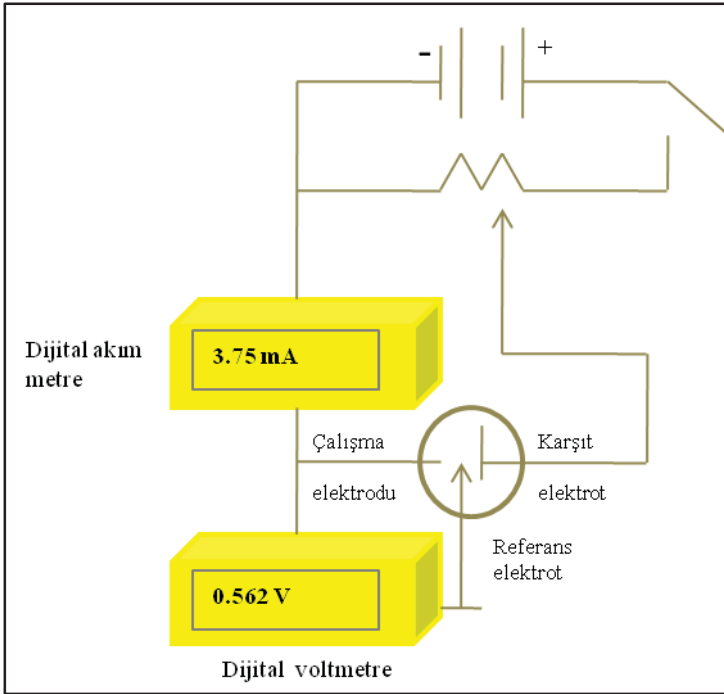 - +
3.75 mA
Dijital akım
metre
Çalışma
elektrodu
Karşıt
elektrot
Referans
elektrot
0.562 V
Dijital voltmetre